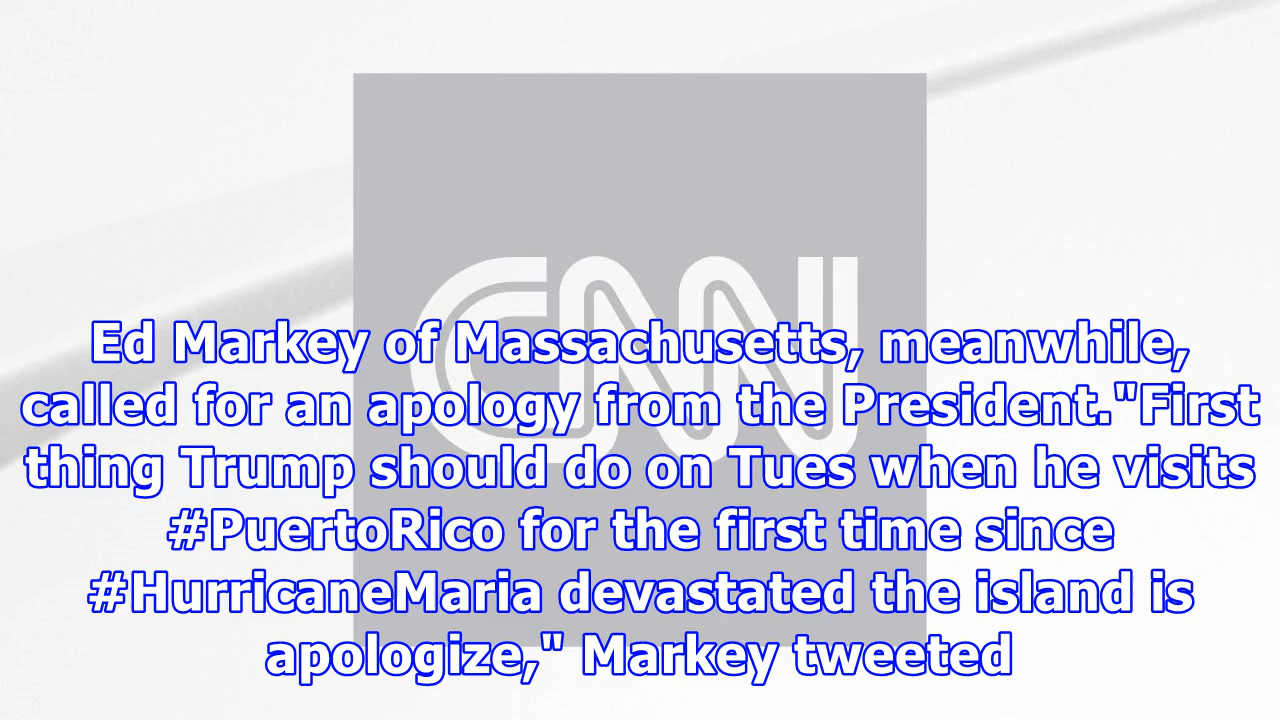 CNN
Ed Markey of Massachusetts, meanwhile,
called for an apology from the President."First
thing Trump should do on Tues when he visits
#PuertoRico for the first time since
#HurricaneMaria devastated the island is
apologize," Markey tweeted